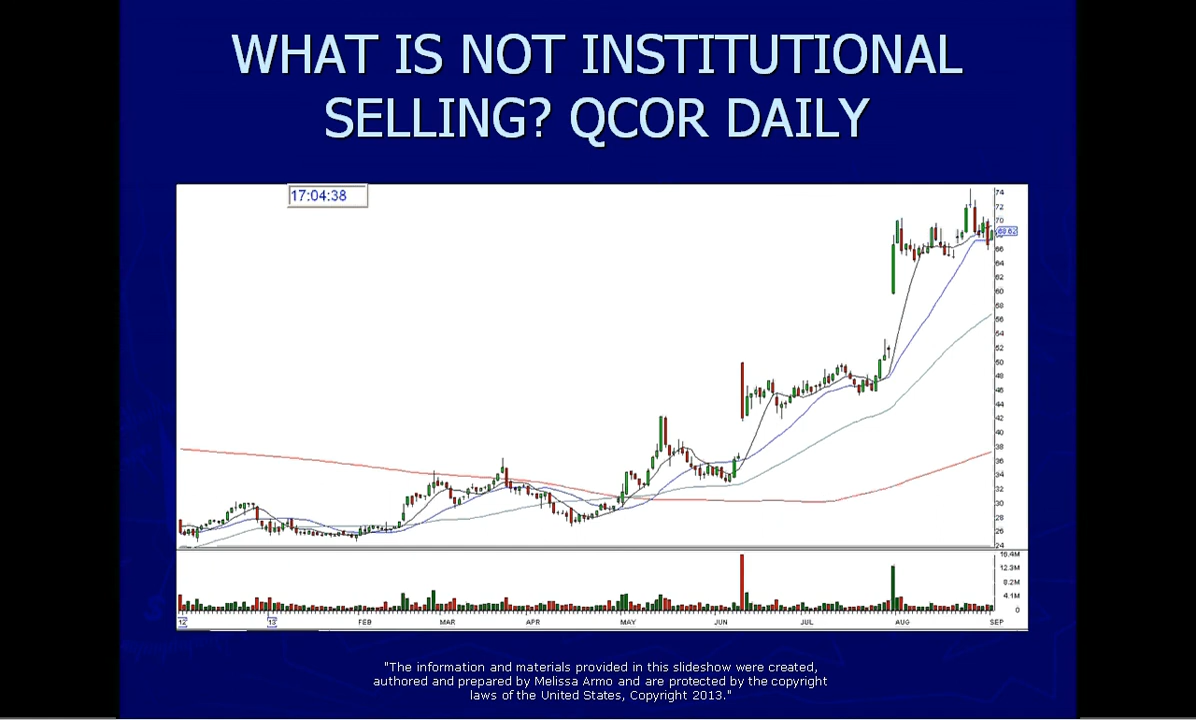 WHAT IS NOT INSTITUTIONAL
SELLING? QCOR DAILY
17:04:38
74
72
70
68.62
66
64
62
60
58
56
54
52
50
48
46
44
42
40
38
36
34
32
30
28
26
24
16.4M
12.3M
8.2M
4.1M
0
12
13
FEB
MAR
APR
MAY
JUN
JUL
AUG
SEP
"The information and materials provided in this slideshow were created,
authored and prepared by Melissa Armo and are protected by the copyright
laws of the United States, Copyright 2013."